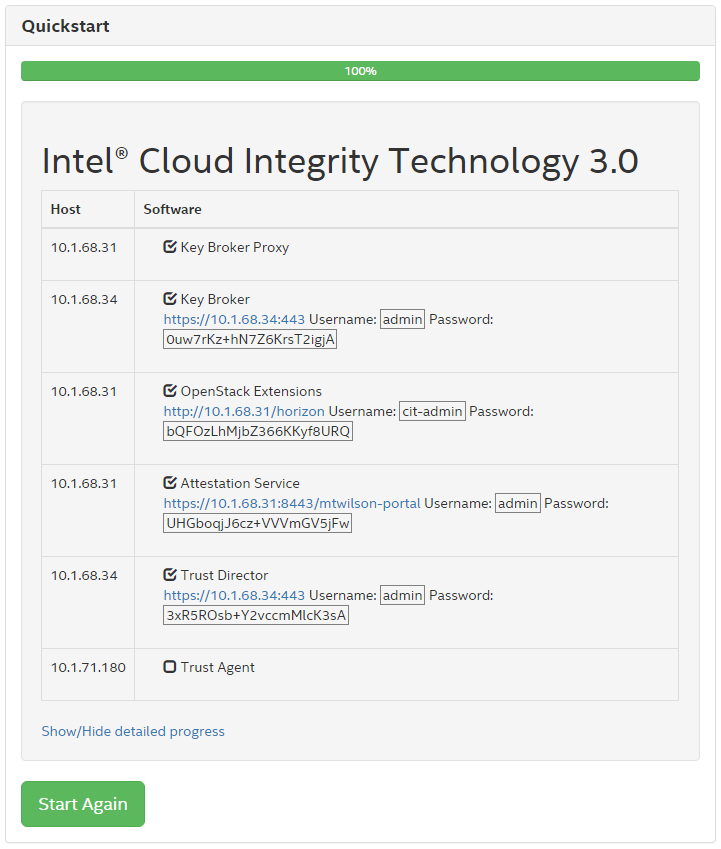 Quickstart
100%
Intel® Cloud Integrity Technology 3.0
Host Software
10.1.68.31 Key Broker Proxy
10.1.68.34 Key Broker
https://10.1.68.34:443 Username: admin Password:
0uw7rKz+hN7Z6KrsT2igjA
10.1.68.31 OpenStack Extensions
http://10.1.68.31/horizon Username: cit-admin Password:
bQFOzLhMjbZ366KKyf8URQ
10.1.68.31 Attestation Service
https://10.1.68.31:8443/mtwilson-portal Username: admin Password:
UHGboqjJ6cz+VVVmGV5jFw
10.1.68.34 Trust Director
https://10.1.68.34:443 Username: admin Password:
3xR5ROsb+Y2vccmMlcK3sA
10.1.71.180 Trust Agent
Show/Hide detailed progress
Start Again